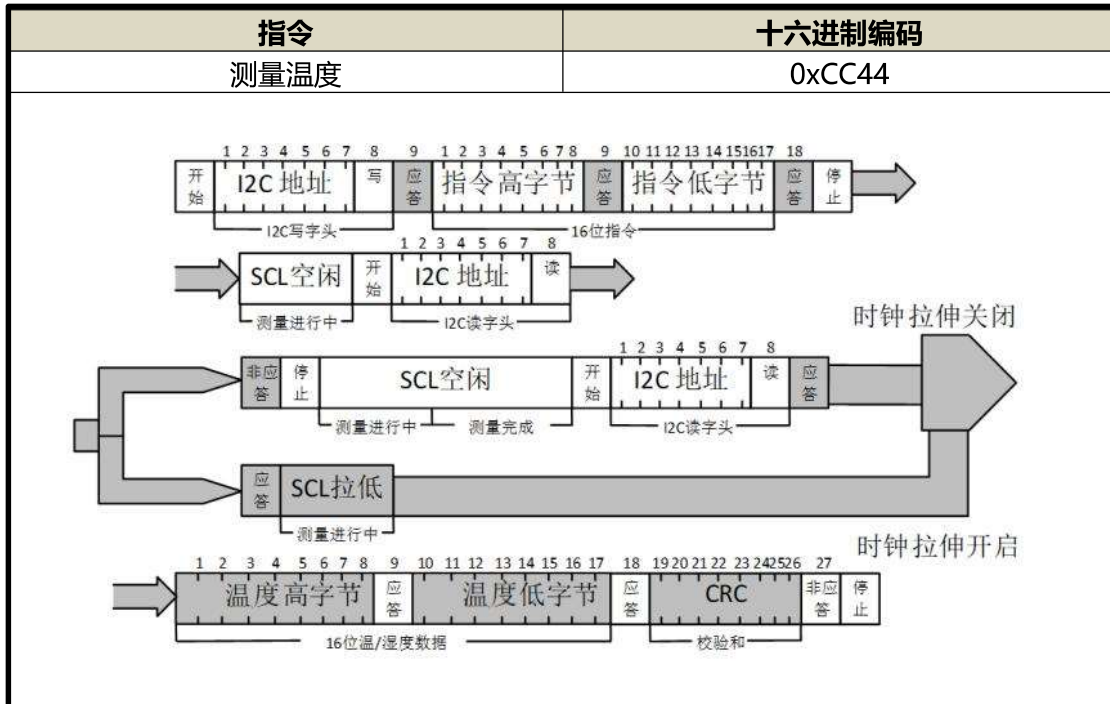 指令 十六进制编码
测量温度 0xCC44
1 2 3 4 5 6 7 8 9 1 2 3 4 5 6 7 8 9 10 11 12 13 14 15 16 17 18
开始 I2C 地址 写 应答 指令高字节 应答 指令低字节 应答 停止
I2C写字头 16位指令
1 2 3 4 5 6 7 8
SCL空闲 开始 I2C 地址 读
测量进行中 I2C读字头
时钟拉伸关闭
1 2 3 4 5 6 7 8
非应答 停止 SCL空闲 开始 I2C 地址 读 应答
测量进行中 测量完成 I2C读字头
应答 SCL拉低
测量进行中
时钟拉伸开启
1 2 3 4 5 6 7 8 9 10 11 12 13 14 15 16 17 18 19 20 21 22 23 24 25 26 27
温度高字节 应答 温度低字节 应答 CRC 非应答 停止
16位温/湿度数据 校验和